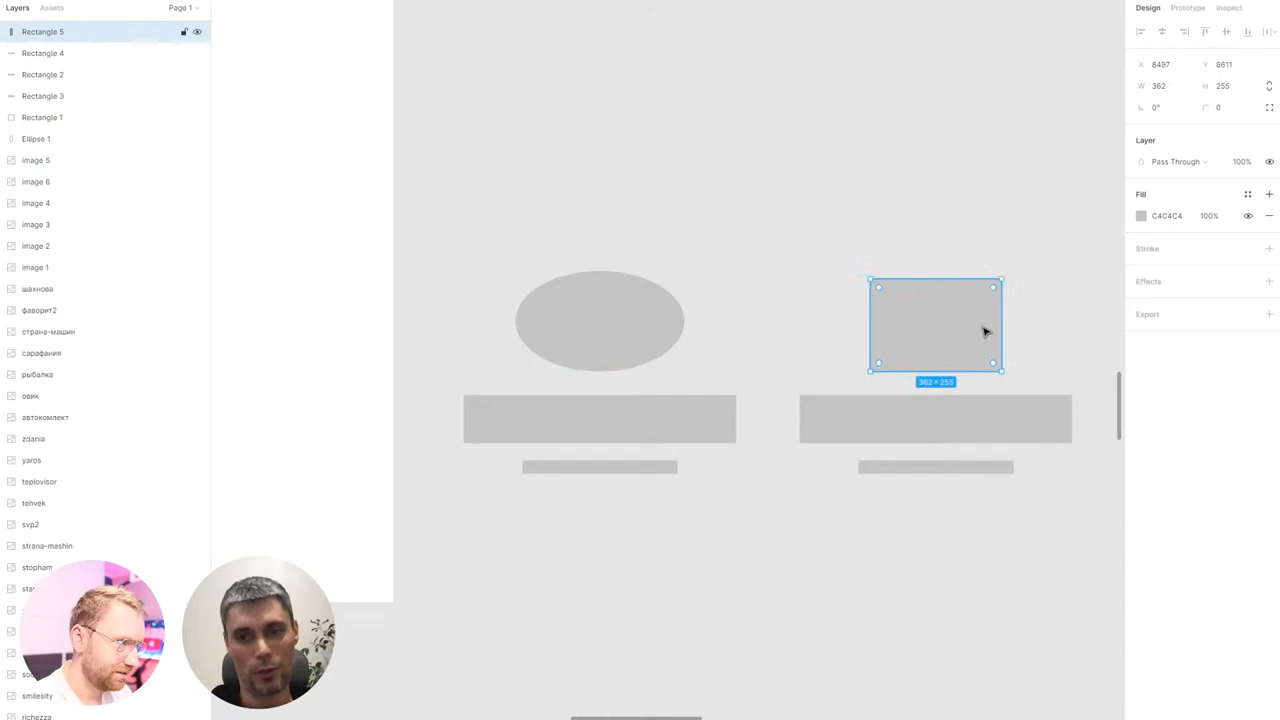 Layers Assets Page 1
Rectangle 5
Rectangle 4
Rectangle 2
Rectangle 3
Rectangle 1
Ellipse 1
image 5
image 6
image 4
image 3
image 2
image 1
шахнова
фаворит2
страна-машин
сарафания
рыбалка
овик
автокомлект
zdania
yaros
teplovisor
tehvek
svp2
strana-mashin
stopham
smilesity
richezza
362 × 255
Design Prototype Inspect
X 8497 Y 8611
W 362 H 255
0° 0
Layer
Pass Through 100%
Fill
C4C4C4 100%
Stroke
Effects
Export